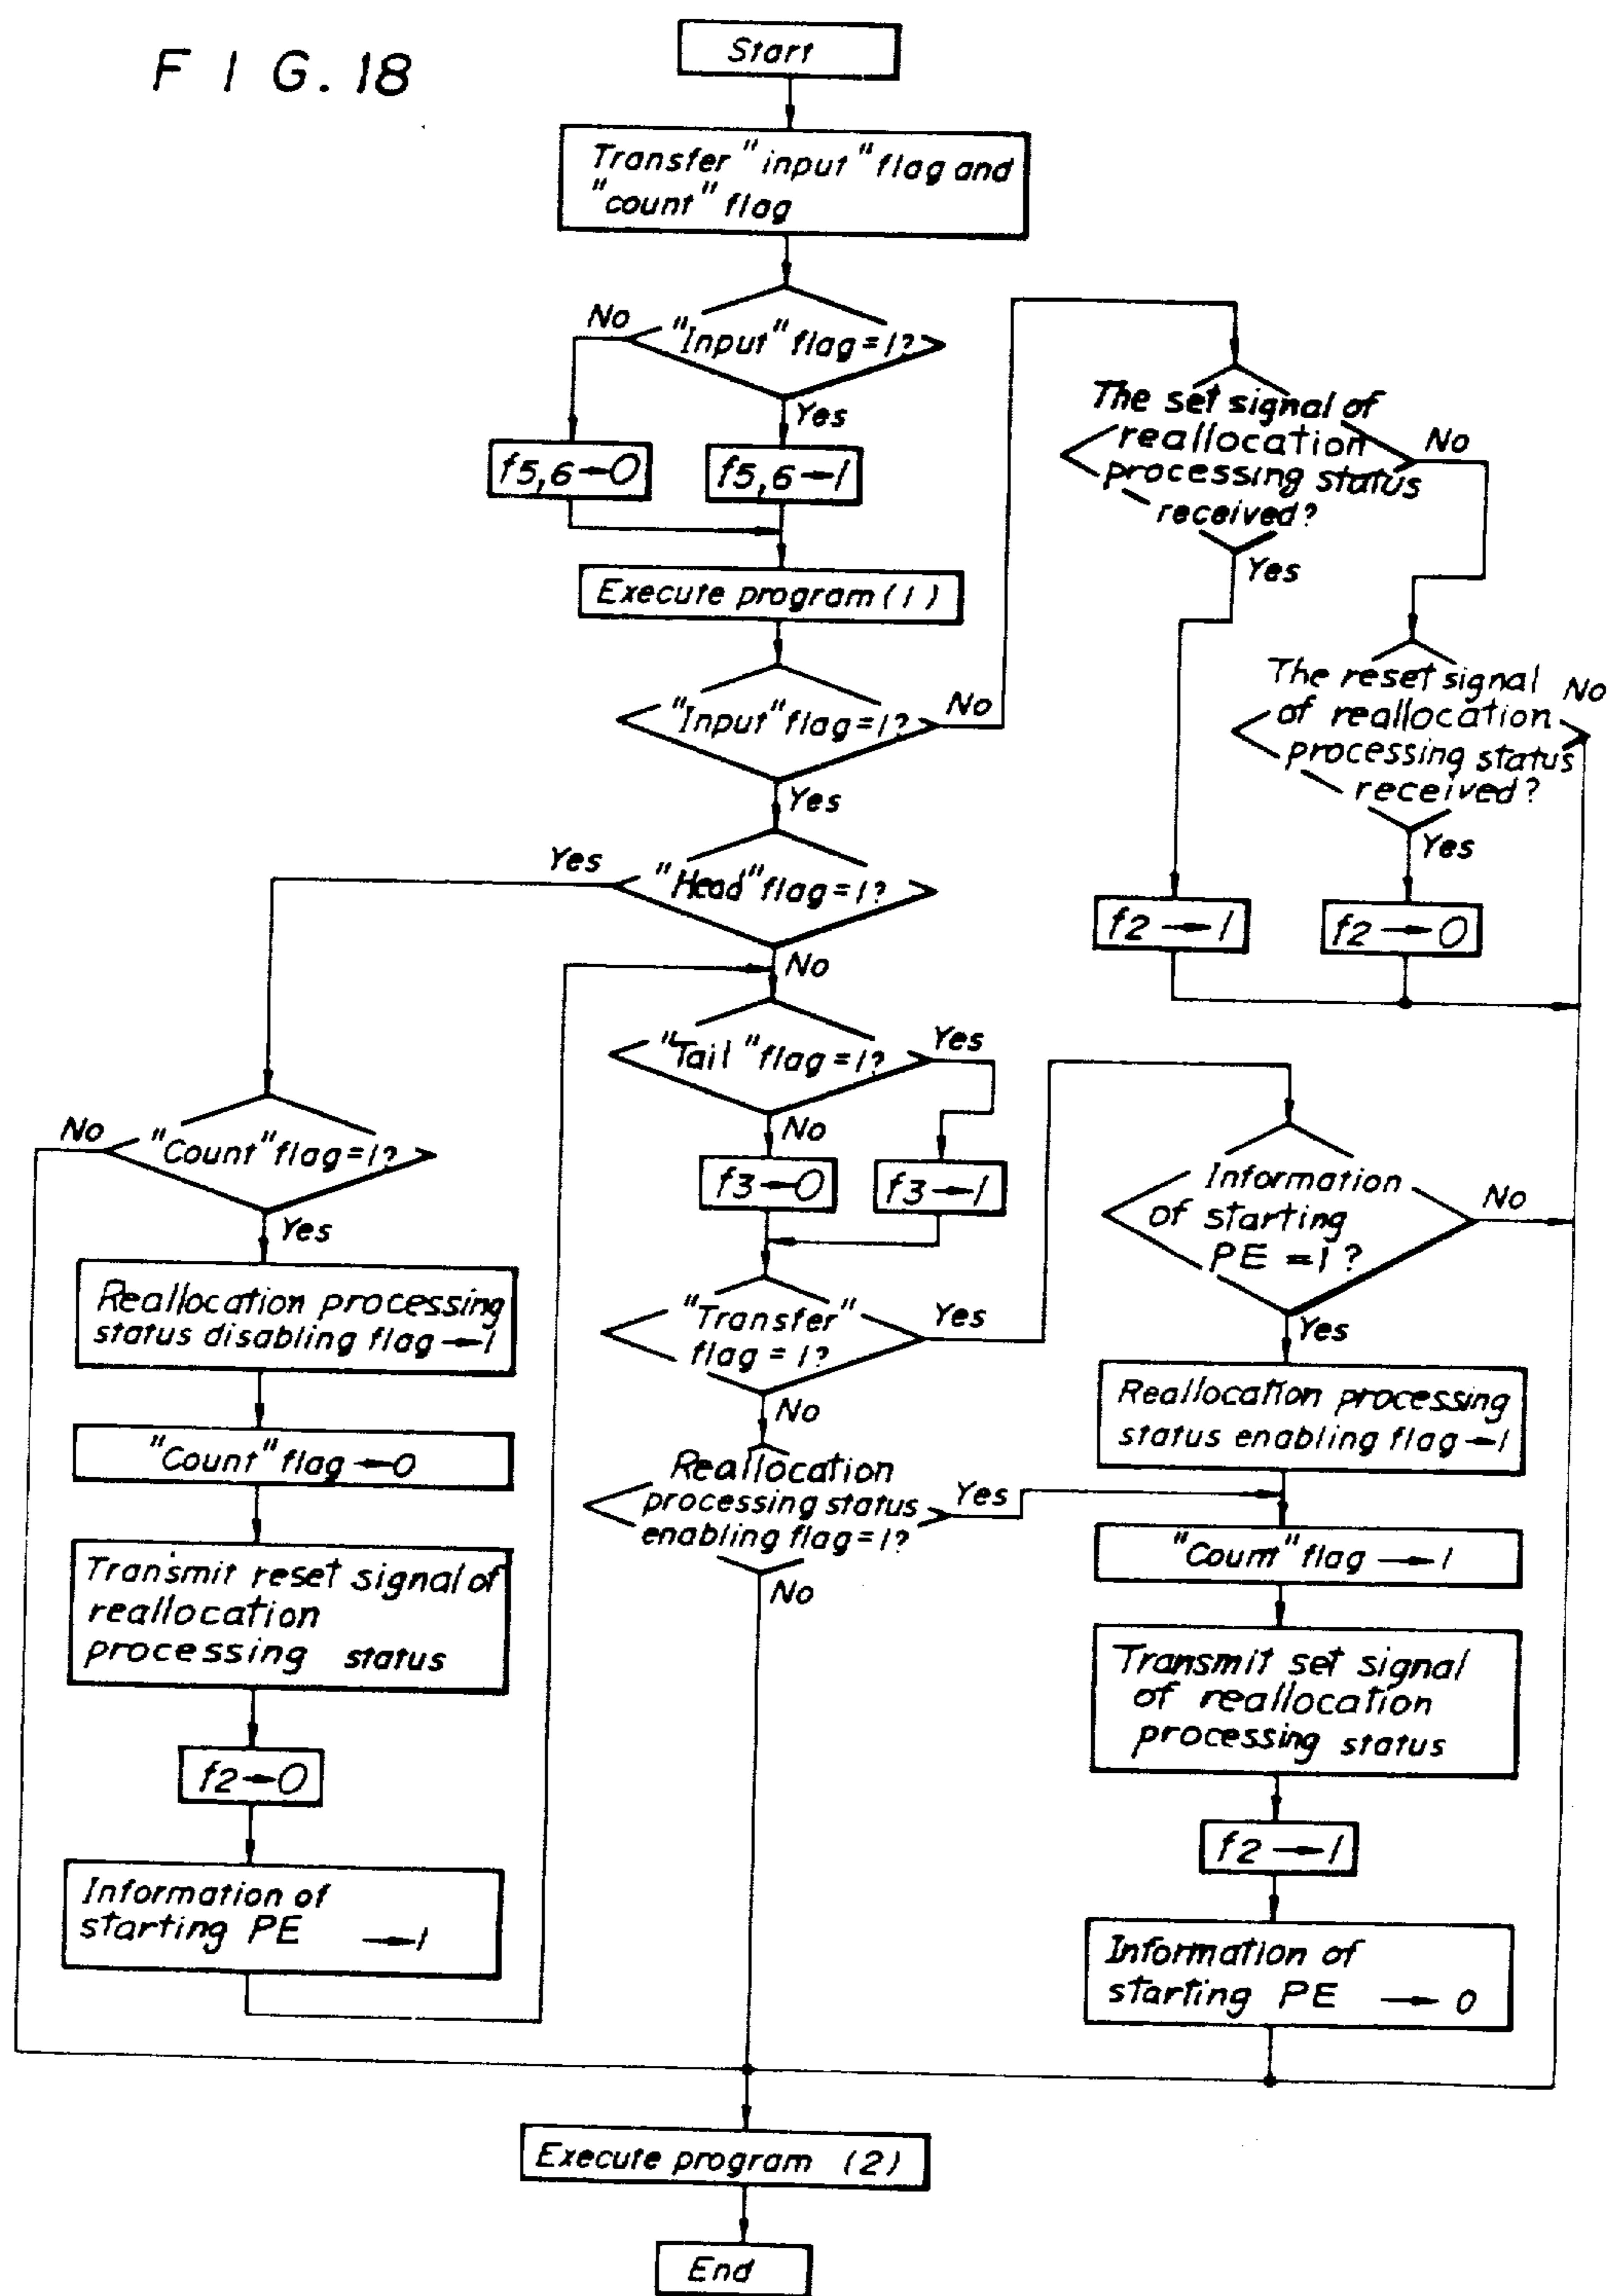 FIG. 18
Start
Transfer "input" flag and
"count" flag
"Input" flag=1?
No
Yes
f5,6→0
f5,6→1
Execute program (1)
"Input" flag=1?
No
Yes
The set signal of
reallocation
processing status
received?
No
Yes
The reset signal
of reallocation
processing status
received?
No
Yes
f2→1
f2→0
"Head" flag=1?
Yes
No
"Tail" flag=1?
Yes
No
f3→0
f3→1
"Count" flag=1?
No
Yes
Reallocation processing
status disabling flag→1
"Count" flag→0
Transmit reset signal of
reallocation
processing status
f2→0
Information of
starting PE →1
"Transfer"
flag=1?
Yes
No
Reallocation
processing status
enabling flag=1?
Yes
No
Information
of starting
PE=1?
No
Yes
Reallocation processing
status enabling flag→1
"Count" flag→1
Transmit set signal
of reallocation
processing status
f2→1
Information of
starting PE →0
Execute program (2)
End